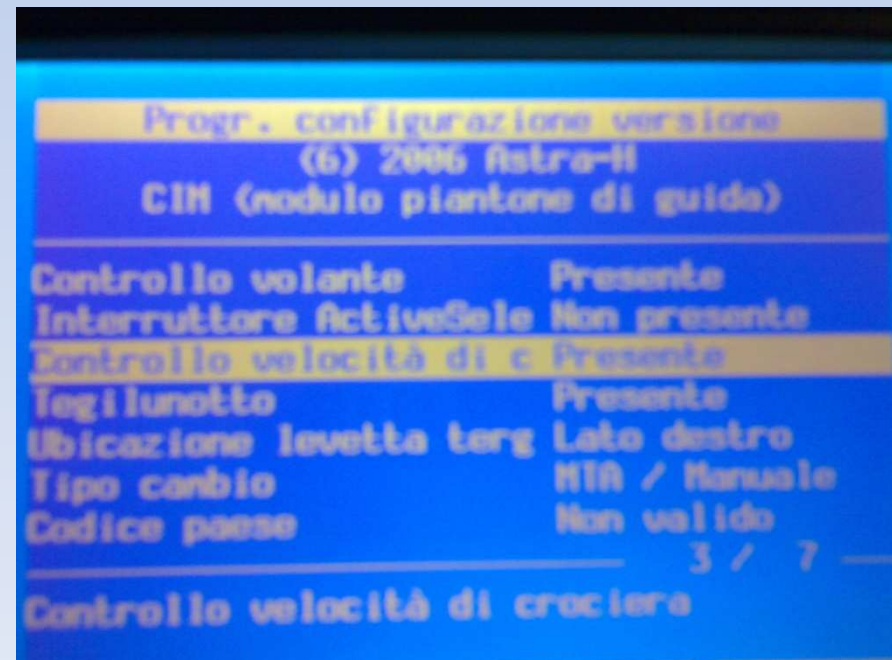 Progr. configurazione versione
(6) 2006 Astra-H
CIM (modulo piantone di guida)
Controllo volante Presente
Interruttore ActiveSele Non presente
Controllo velocità di c Presente
Tegilunotto Presente
Ubicazione levetta terg Lato destro
Tipo cambio MTA / Manuale
Codice paese Non valido
3 / 7
Controllo velocità di crociera